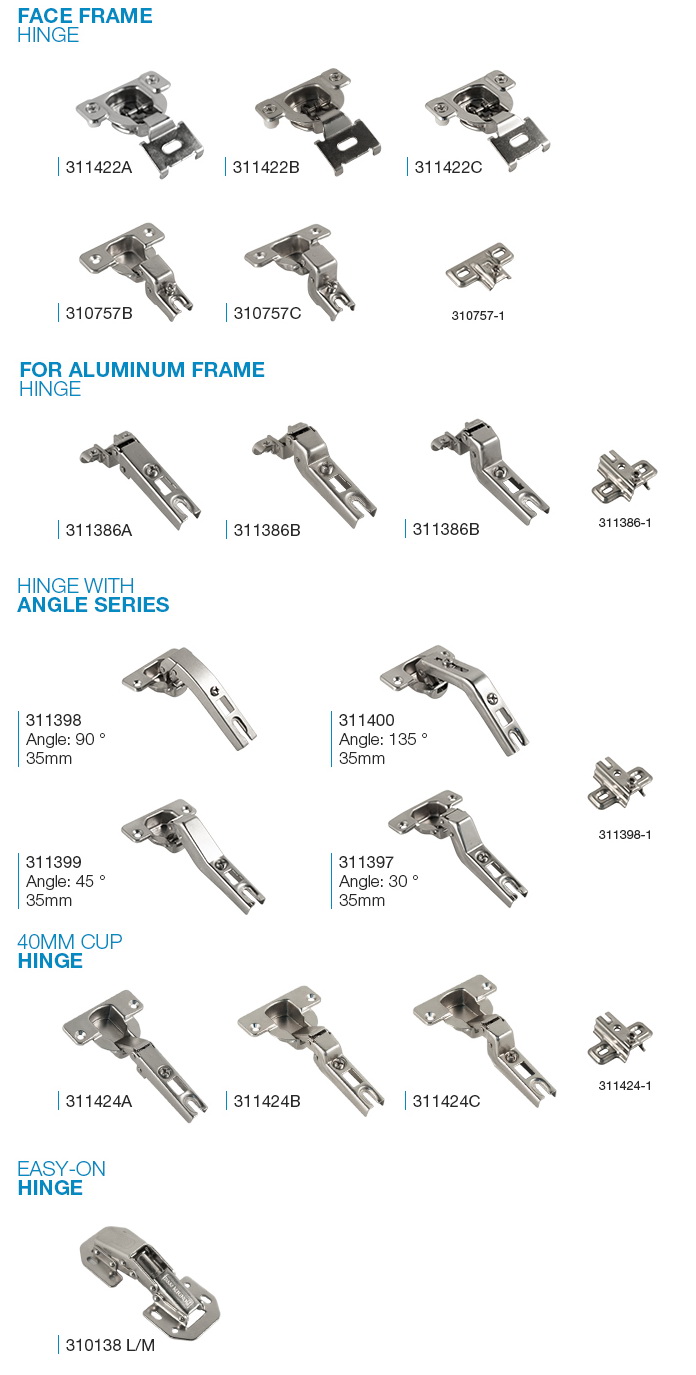 FACE FRAME
HINGE
311422A
311422B
311422C
310757B
310757C
310757-1
FOR ALUMINUM FRAME
HINGE
311386A
311386B
311386B
311386-1
HINGE WITH
ANGLE SERIES
311398
Angle: 90 °
35mm
311400
Angle: 135 °
35mm
311398-1
311399
Angle: 45 °
35mm
311397
Angle: 30 °
35mm
40MM CUP
HINGE
311424A
311424B
311424C
311424-1
EASY-ON
HINGE
310138 L/M